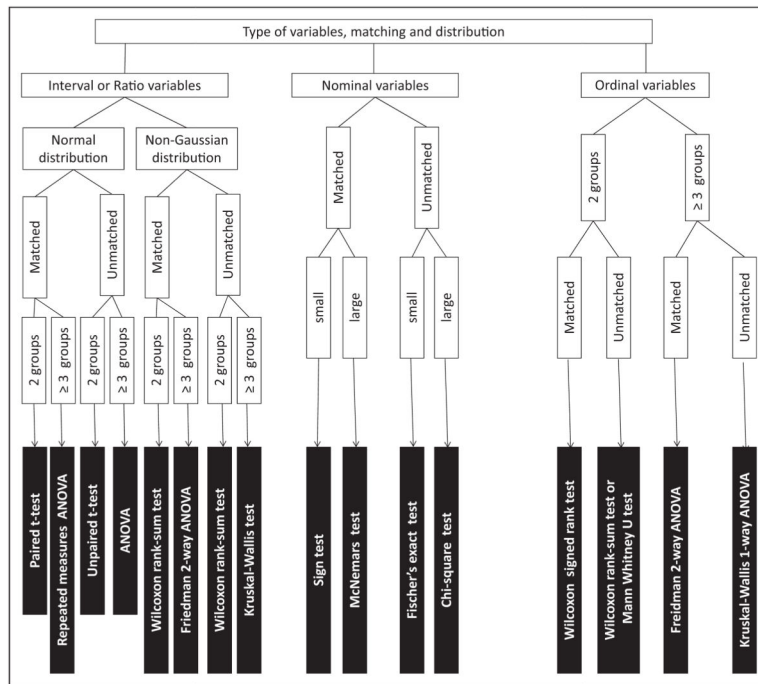 Type of variables, matching and distribution
Interval or Ratio variables
Nominal variables
Ordinal variables
Normal
distribution
Non-Gaussian
distribution
Matched
Unmatched
Matched
Unmatched
2 groups
≥ 3 groups
2 groups
≥ 3 groups
2 groups
≥ 3 groups
2 groups
≥ 3 groups
Matched
Unmatched
small
large
small
large
2 groups
≥ 3 groups
Matched
Unmatched
Matched
Unmatched
Paired t-test
Repeated measures ANOVA
Unpaired t-test
ANOVA
Wilcoxon rank-sum test
Friedman 2-way ANOVA
Wilcoxon rank-sum test
Kruskal-Wallis test
Sign test
McNemars test
Fischer's exact test
Chi-square test
Wilcoxon signed rank test
Wilcoxon rank-sum test or
Mann Whitney U test
Freidman 2-way ANOVA
Kruskal-Wallis 1-way ANOVA